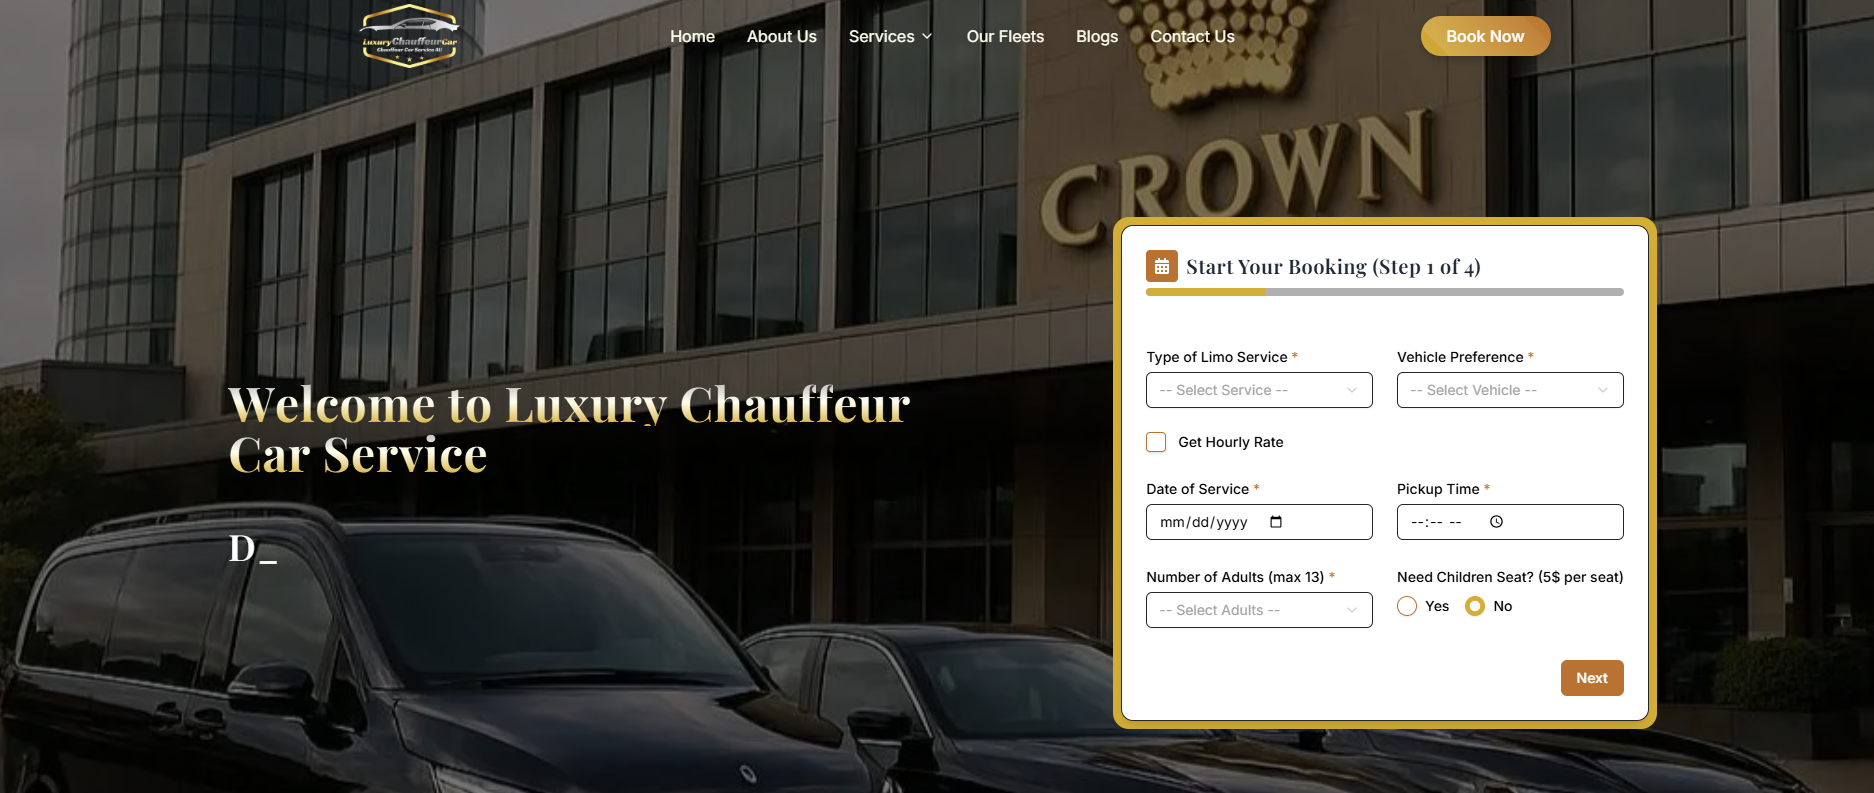 LuxuryChauffeurCar
Chauffeur Car Service AU
Home
About Us
Services
Our Fleets
Blogs
Contact Us
Book Now
CROWN
Welcome to Luxury Chauffeur
Car Service
D_
Start Your Booking (Step 1 of 4)
Type of Limo Service *
Vehicle Preference *
-- Select Service --
-- Select Vehicle --
Get Hourly Rate
Date of Service *
Pickup Time *
mm/dd/yyyy
--:-- --
Number of Adults (max 13) *
Need Children Seat? (5$ per seat)
-- Select Adults --
Yes
No
Next